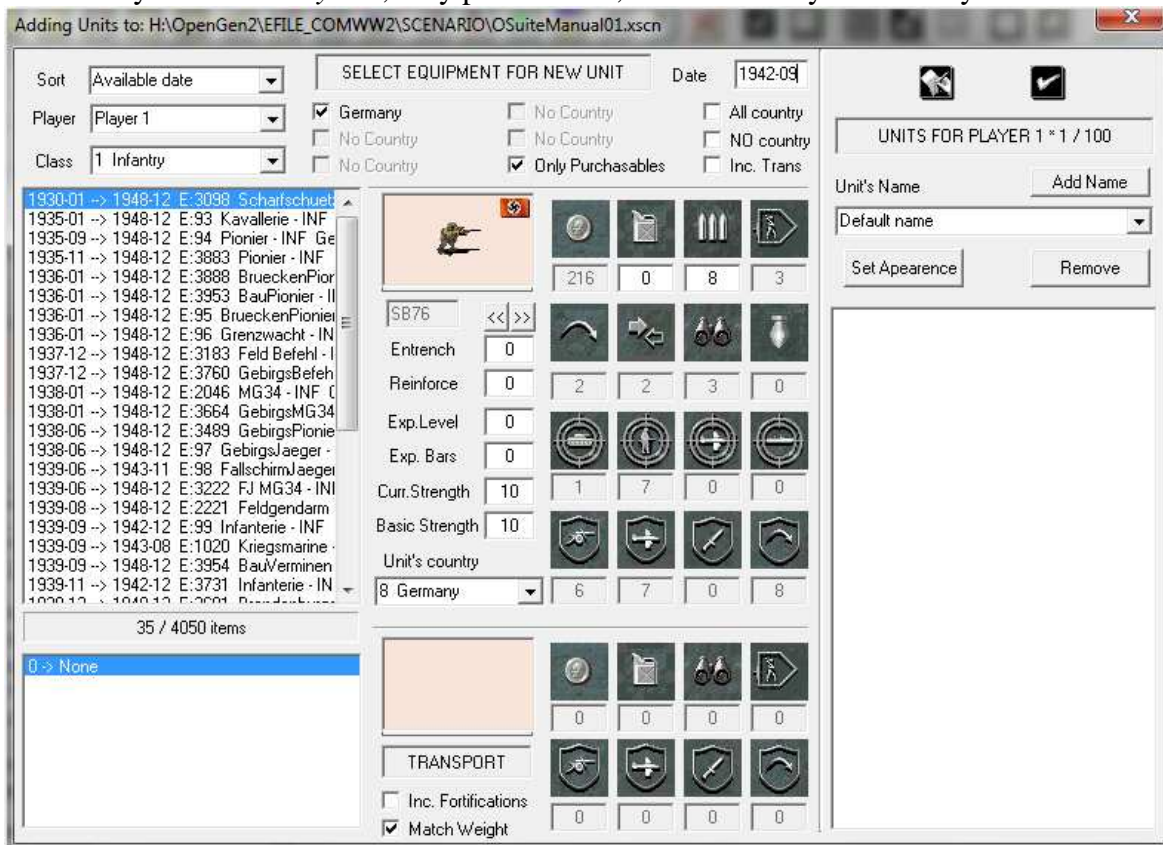 Adding Units to: H:\OpenGen2\EFILE_COMWW2\SCENARIO\OSuiteManual01.xscn
Sort Available date
SELECT EQUIPMENT FOR NEW UNIT
Date 1942-09
Player Player 1
Germany No Country All country
No Country No Country NO country
Class 1 Infantry
No Country Only Purchasables Inc. Trans
UNITS FOR PLAYER 1 * 1 / 100
Unit's Name Add Name
Default name
Set Apearence Remove
1930-01 --> 1948-12 E:3098 Scharfschuetz
1935-01 --> 1948-12 E:93 Kavallerie - INF
1935-09 --> 1948-12 E:94 Pionier - INF Ge
1935-11 --> 1948-12 E:3883 Pionier - INF
1936-01 --> 1948-12 E:3888 BrueckenPior
1936-01 --> 1948-12 E:3953 BauPionier - II
1936-01 --> 1948-12 E:95 BrueckenPionier
1936-01 --> 1948-12 E:96 Grenzwacht - IN
1937-12 --> 1948-12 E:3183 Feld Befehl - I
1937-12 --> 1948-12 E:3760 GebirgsBefeh
1938-01 --> 1948-12 E:2046 MG34 - INF
1938-01 --> 1948-12 E:3664 GebirgsMG34
1938-06 --> 1948-12 E:3489 GebirgsPionie
1938-06 --> 1948-12 E:97 GebirgsJaeger -
1939-06 --> 1943-11 E:98 FallschirmJaeger
1939-06 --> 1948-12 E:3222 FJ MG34 - INI
1939-08 --> 1948-12 E:2221 Feldgendarm
1939-09 --> 1942-12 E:99 Infanterie - INF
1939-09 --> 1943-08 E:1020 Kriegsmarine -
1939-09 --> 1948-12 E:3954 BauVerminen
1939-11 --> 1942-12 E:3731 Infanterie - IN
35 / 4050 items
0 -> None
216 0 8 3
SB76 << >>
Entrench 0
Reinforce 0
2 2 3 0
Exp.Level 0
Exp. Bars 0
Curr.Strength 10
1 7 0 0
Basic Strength 10
Unit's country
8 Germany
6 7 0 8
0 0 0 0
TRANSPORT
Inc. Fortifications
Match Weight
0 0 0 0